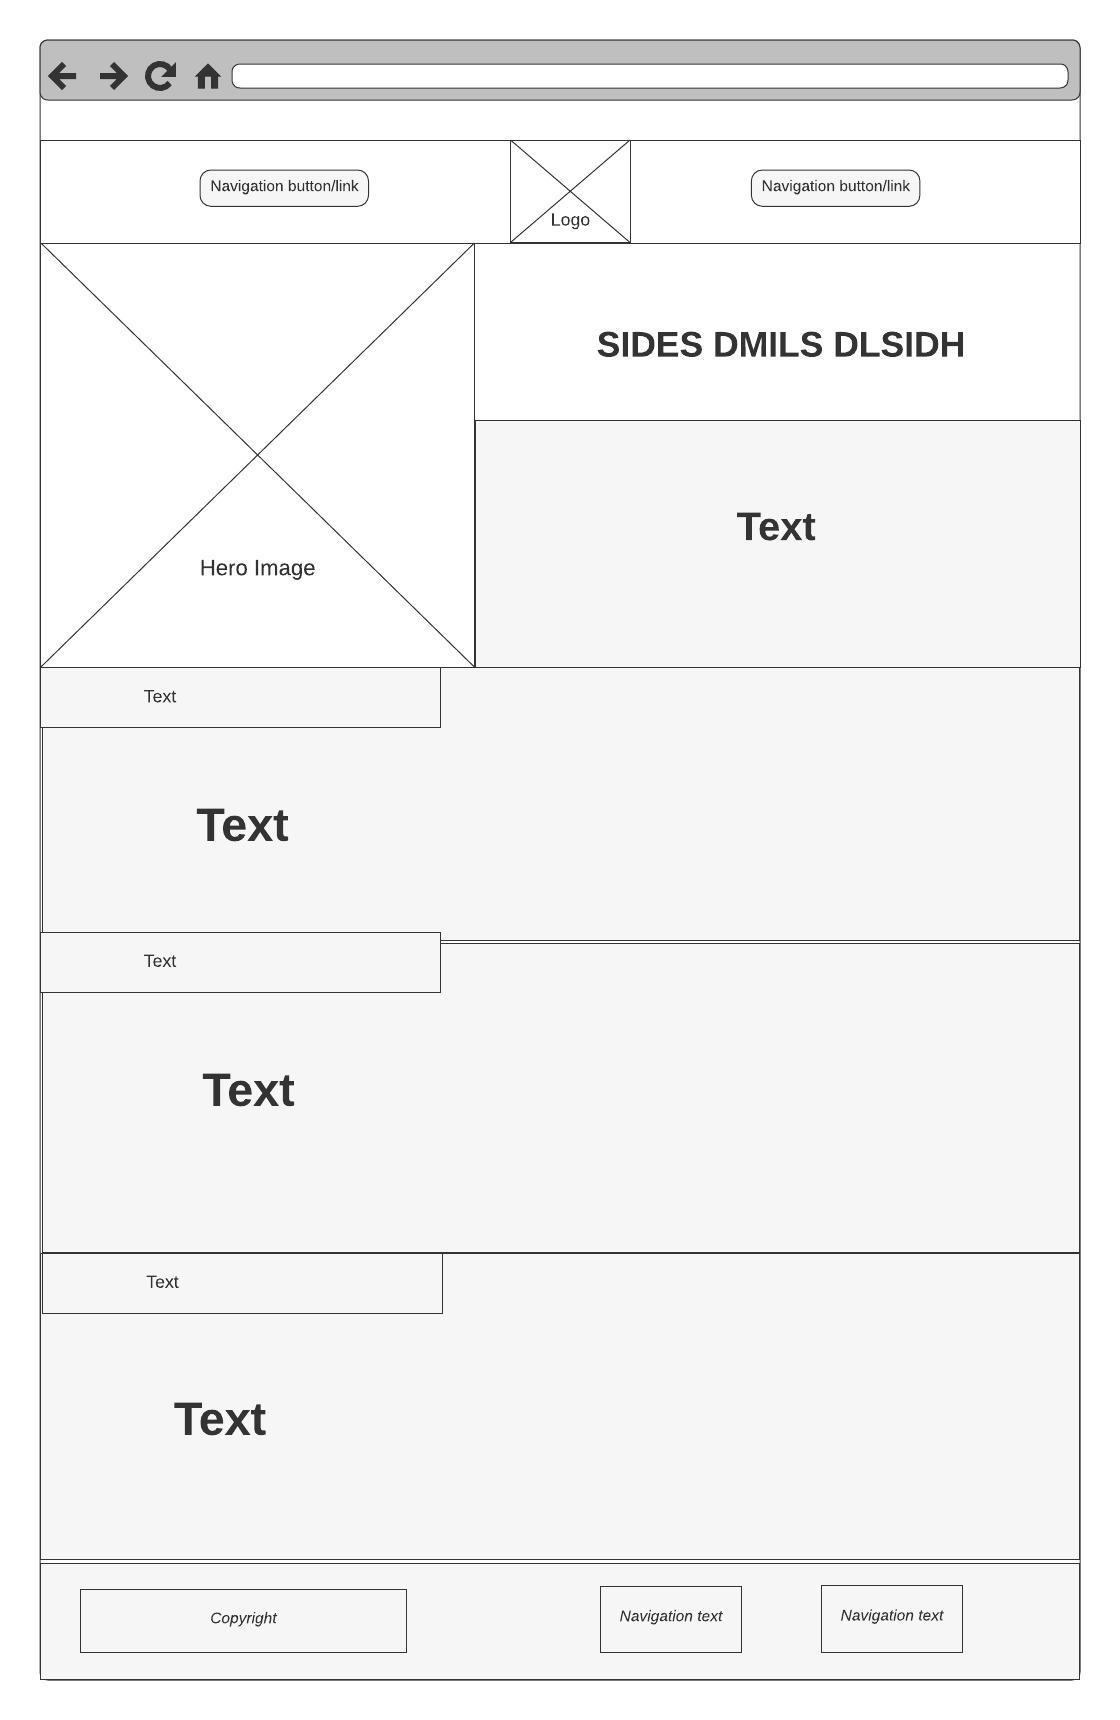 Navigation button/link
Logo
Navigation button/link
SIDES DMILS DLSIDH
Hero Image
Text
Text
Text
Text
Text
Text
Text
Copyright
Navigation text
Navigation text